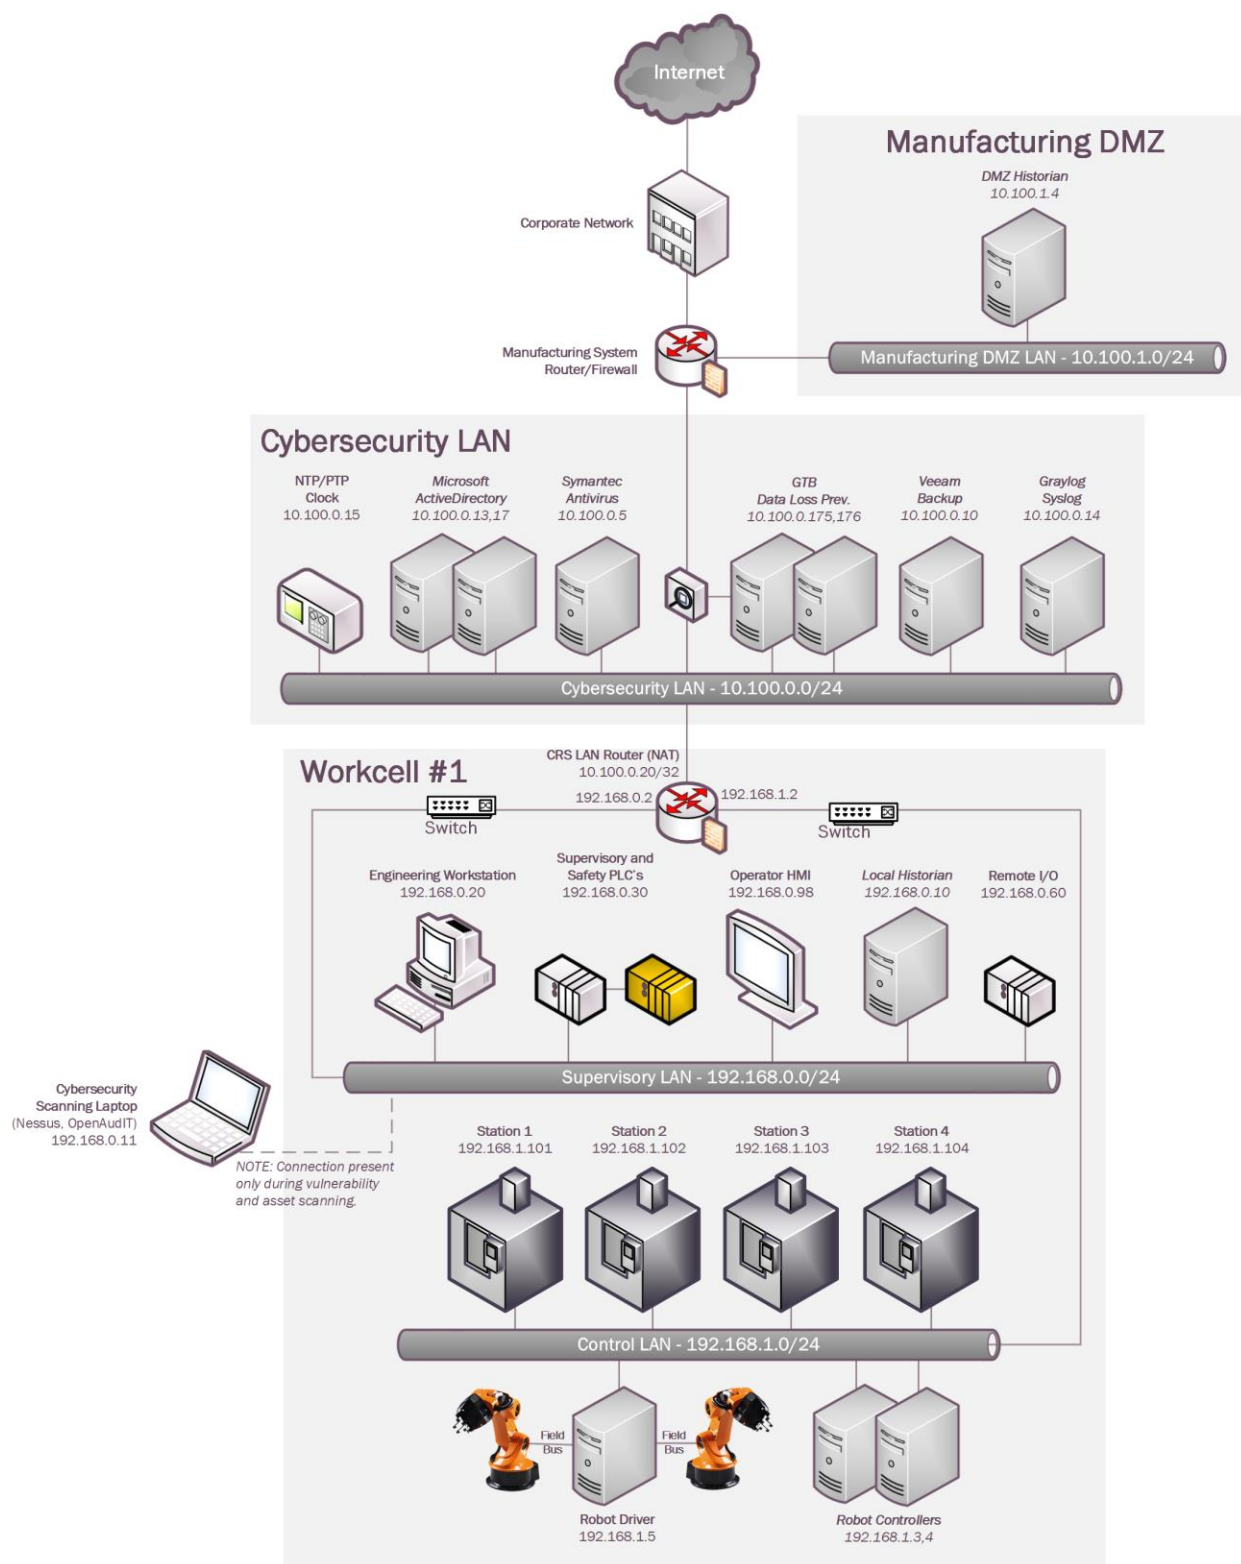 Internet
Manufacturing DMZ
DMZ Historian
10.100.1.4
Corporate Network
Manufacturing System
Router/Firewall
Manufacturing DMZ LAN - 10.100.1.0/24
Cybersecurity LAN
NTP/PTP
Clock
10.100.0.15
Microsoft
ActiveDirectory
10.100.0.13,17
Symantec
Antivirus
10.100.0.5
GTB
Data Loss Prev.
10.100.0.175,176
Veeam
Backup
10.100.0.10
Graylog
Syslog
10.100.0.14
Cybersecurity LAN - 10.100.0.0/24
Workcell #1
CRS LAN Router (NAT)
10.100.0.20/32
192.168.0.2
192.168.1.2
Switch
Switch
Engineering Workstation
192.168.0.20
Supervisory and
Safety PLC's
192.168.0.30
Operator HMI
192.168.0.98
Local Historian
192.168.0.10
Remote I/O
192.168.0.60
Supervisory LAN - 192.168.0.0/24
Cybersecurity
Scanning Laptop
(Nessus, OpenAudIT)
192.168.0.11
NOTE: Connection present
only during vulnerability
and asset scanning.
Station 1
192.168.1.101
Station 2
192.168.1.102
Station 3
192.168.1.103
Station 4
192.168.1.104
Control LAN - 192.168.1.0/24
Field
Bus
Field
Bus
Robot Driver
192.168.1.5
Robot Controllers
192.168.1.3,4